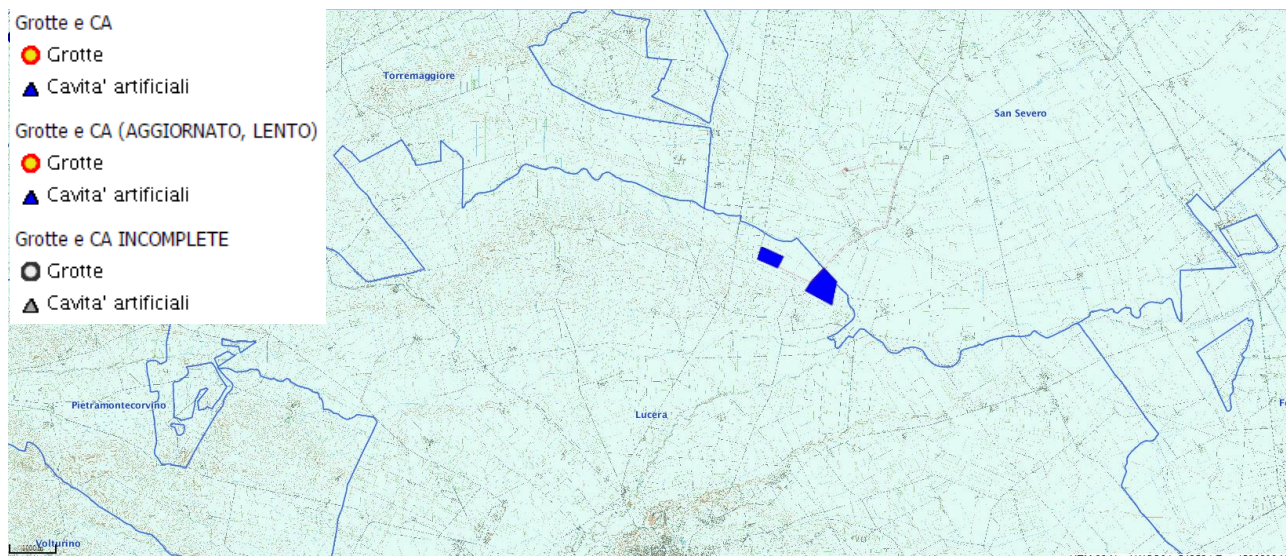 Grotte e CA
Grotte
Cavita' artificiali
Grotte e CA (AGGIORNATO, LENTO)
Grotte
Cavita' artificiali
Grotte e CA INCOMPLETE
Grotte
Cavita' artificiali
Torremaggiore
San Severo
Pietramontecorvino
Lucera
Volturino